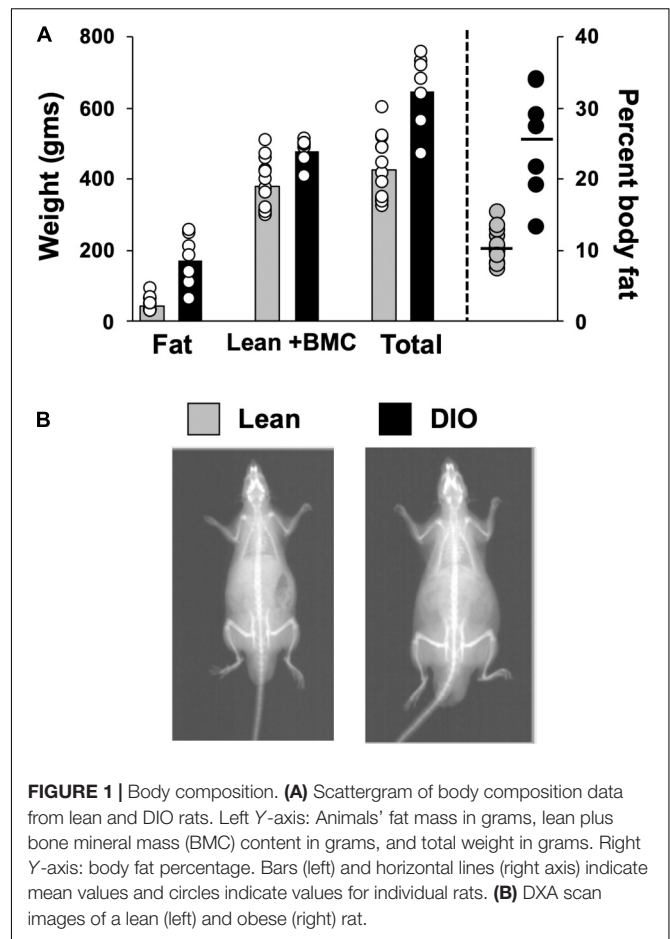 A
800
600
400
200
0
Weight (gms)
Fat
Lean +BMC
Total
40
30
20
10
0
Percent body fat
B
Lean
DIO
FIGURE 1 | Body composition. (A) Scattergram of body composition data
from lean and DIO rats. Left Y-axis: Animals' fat mass in grams, lean plus
bone mineral mass (BMC) content in grams, and total weight in grams. Right
Y-axis: body fat percentage. Bars (left) and horizontal lines (right axis) indicate
mean values and circles indicate values for individual rats. (B) DXA scan
images of a lean (left) and obese (right) rat.